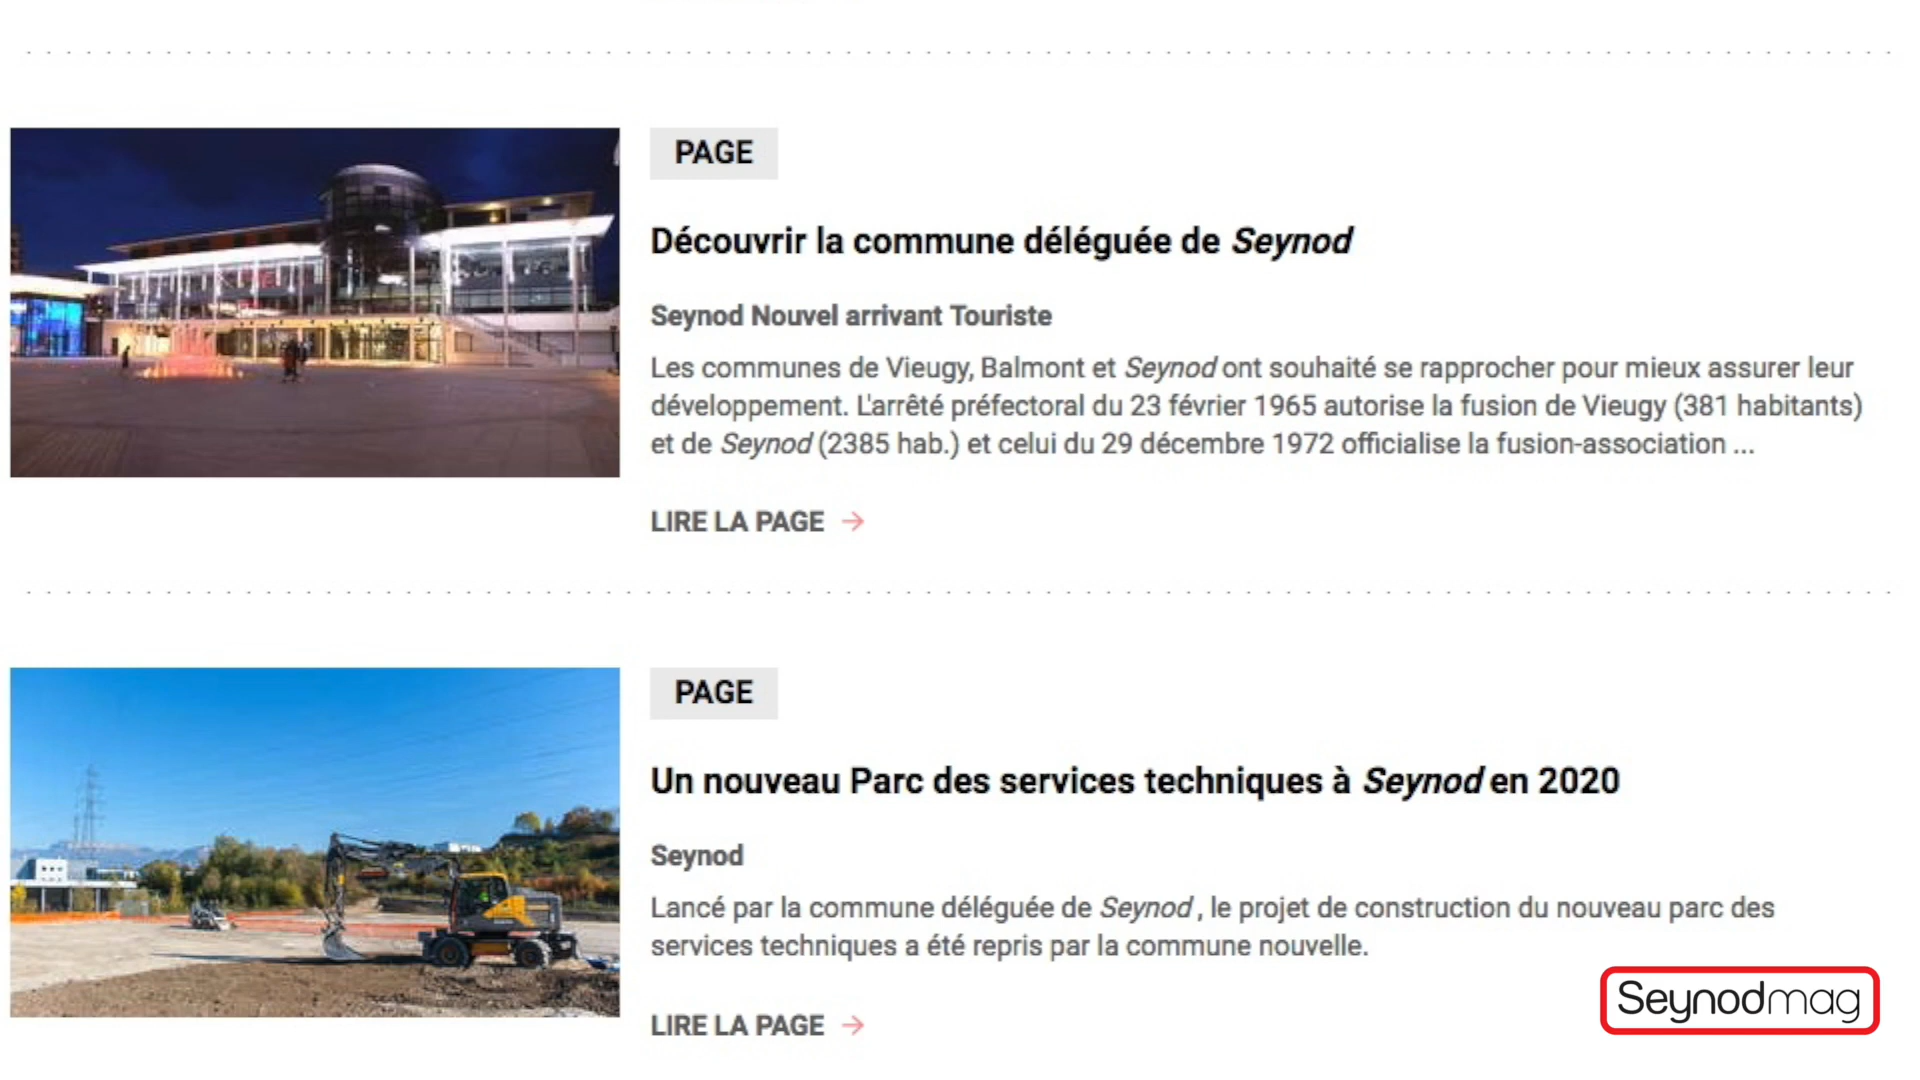 PAGE
Découvrir la commune déléguée de Seynod
Seynod Nouvel arrivant Touriste
Les communes de Vieugy, Balmont et Seynod ont souhaité se rapprocher pour mieux assurer leur
développement. L'arrêté préfectoral du 23 février 1965 autorise la fusion de Vieugy (381 habitants)
et de Seynod (2385 hab.) et celui du 29 décembre 1972 officialise la fusion-association ...
LIRE LA PAGE →
PAGE
Un nouveau Parc des services techniques à Seynod en 2020
Seynod
Lancé par la commune déléguée de Seynod , le projet de construction du nouveau parc des
services techniques a été repris par la commune nouvelle.
LIRE LA PAGE →
Seynodmag